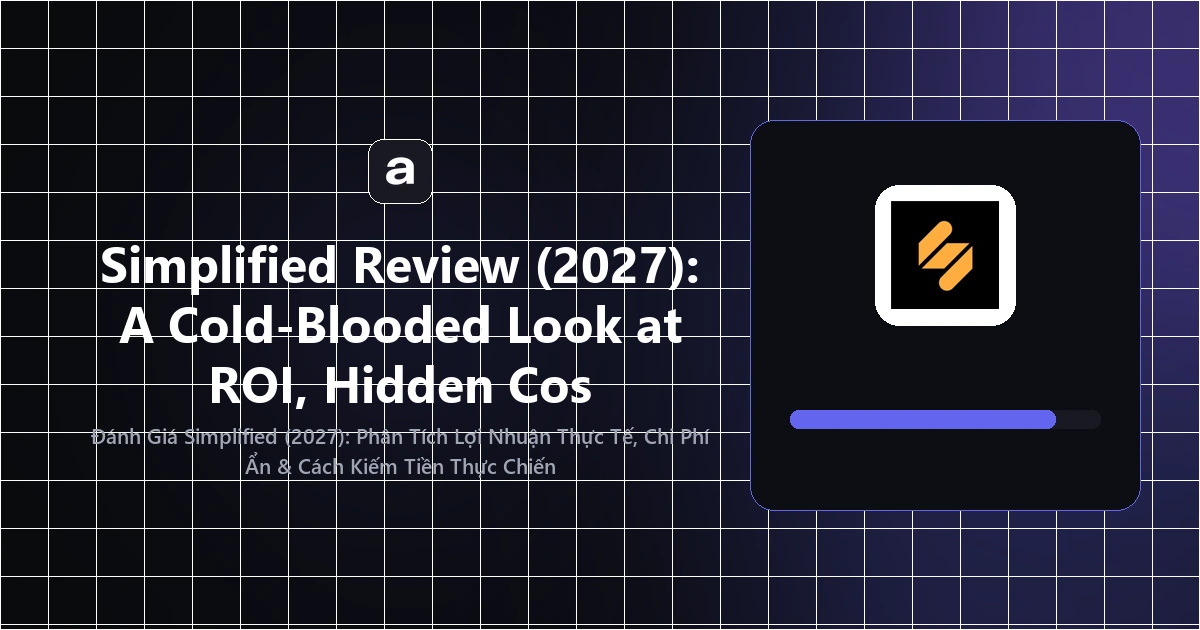 a
Simplified Review (2027):
A Cold-Blooded Look at
ROI, Hidden Cos
Đánh Giá Simplified (2027): Phân Tích Lợi Nhuận Thực Tế, Chi Phí
Ẩn & Cách Kiếm Tiền Thực Chiến